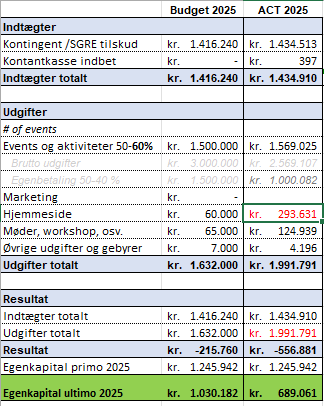 Budget 2025 ACT 2025
Indtægter
Kontingent /SGRE tilskud kr. 1.416.240 kr. 1.434.513
Kontantkasse indbet kr. - kr. 397
Indtægter totalt kr. 1.416.240 kr. 1.434.910
Udgifter
# of events
Events og aktiviteter 50-60% kr. 1.500.000 kr. 1.569.025
Brutto udgifter kr. 3.000.000 kr. 2.569.107
Egenbetaling 50-40 % kr. 1.500.000 kr. 1.000.082
Marketing kr. -
Hjemmeside kr. 60.000 kr. 293.631
Møder, workshop, osv. kr. 65.000 kr. 124.939
Øvrige udgifter og gebyrer kr. 7.000 kr. 4.196
Udgifter totalt kr. 1.632.000 kr. 1.991.791
Resultat
Indtægter totalt kr. 1.416.240 kr. 1.434.910
Udgifter totalt kr. 1.632.000 kr. 1.991.791
Resultat kr. -215.760 kr. -556.881
Egenkapital primo 2025 kr. 1.245.942 kr. 1.245.942
Egenkapital ultimo 2025 kr. 1.030.182 kr. 689.061